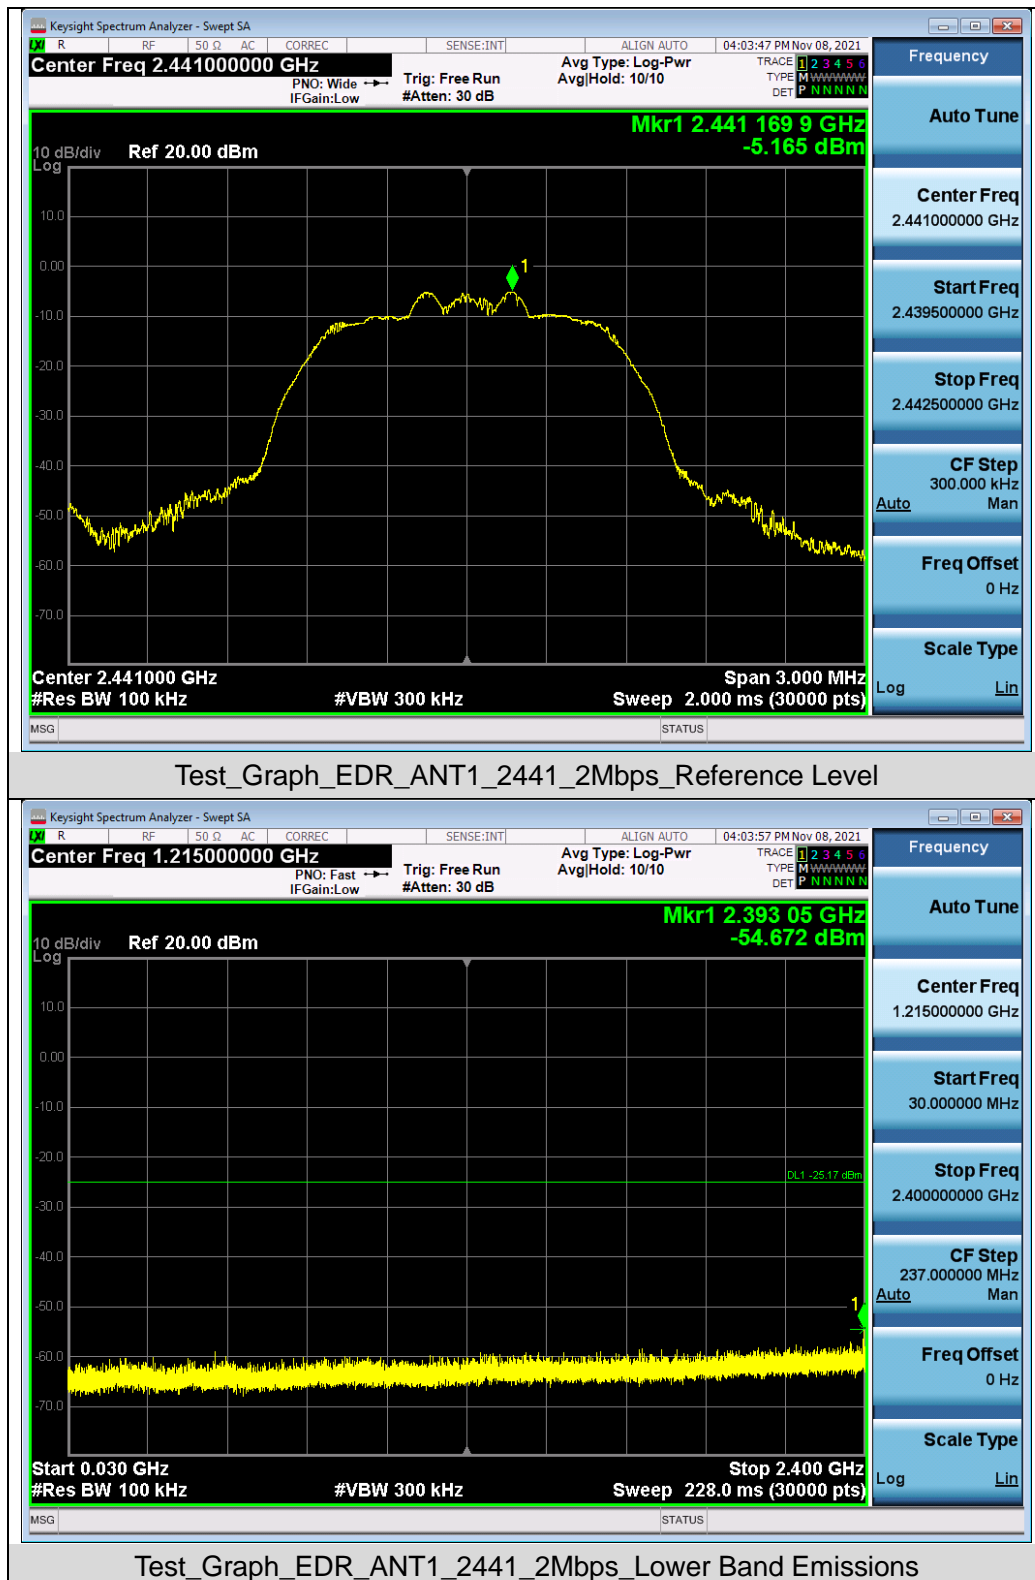 Keysight Spectrum Analyzer - Swept SA
LXI R RF 50 Ω AC CORREC SENSE:INT ALIGN AUTO 04:03:47 PM Nov 08, 2021
Center Freq 2.441000000 GHz
PNO: Wide
IFGain:Low
Trig: Free Run
#Atten: 30 dB
Avg Type: Log-Pwr
Avg|Hold: 10/10
TRACE 1 2 3 4 5 6
TYPE M W W W W W
DET P N N N N N
Mkr1 2.441 169 9 GHz
-5.165 dBm
10 dB/div Ref 20.00 dBm
Log
10.0
0.00
-10.0
-20.0
-30.0
-40.0
-50.0
-60.0
-70.0
1
Center 2.441000 GHz Span 3.000 MHz
#Res BW 100 kHz #VBW 300 kHz Sweep 2.000 ms (30000 pts)
MSG STATUS
Frequency
Auto Tune
Center Freq
2.441000000 GHz
Start Freq
2.439500000 GHz
Stop Freq
2.442500000 GHz
CF Step
300.000 kHz
Auto Man
Freq Offset
0 Hz
Scale Type
Log Lin
Test_Graph_EDR_ANT1_2441_2Mbps_Reference Level
Keysight Spectrum Analyzer - Swept SA
LXI R RF 50 Ω AC CORREC SENSE:INT ALIGN AUTO 04:03:57 PM Nov 08, 2021
Center Freq 1.215000000 GHz
PNO: Fast
IFGain:Low
Trig: Free Run
#Atten: 30 dB
Avg Type: Log-Pwr
Avg|Hold: 10/10
TRACE 1 2 3 4 5 6
TYPE M W W W W W
DET P N N N N N
Mkr1 2.393 05 GHz
-54.672 dBm
10 dB/div Ref 20.00 dBm
Log
10.0
0.00
-10.0
-20.0
-30.0
-40.0
-50.0
-60.0
-70.0
DL1 -25.17 dBm
1
Start 0.030 GHz Stop 2.400 GHz
#Res BW 100 kHz #VBW 300 kHz Sweep 228.0 ms (30000 pts)
MSG STATUS
Frequency
Auto Tune
Center Freq
1.215000000 GHz
Start Freq
30.000000 MHz
Stop Freq
2.400000000 GHz
CF Step
237.000000 MHz
Auto Man
Freq Offset
0 Hz
Scale Type
Log Lin
Test_Graph_EDR_ANT1_2441_2Mbps_Lower Band Emissions